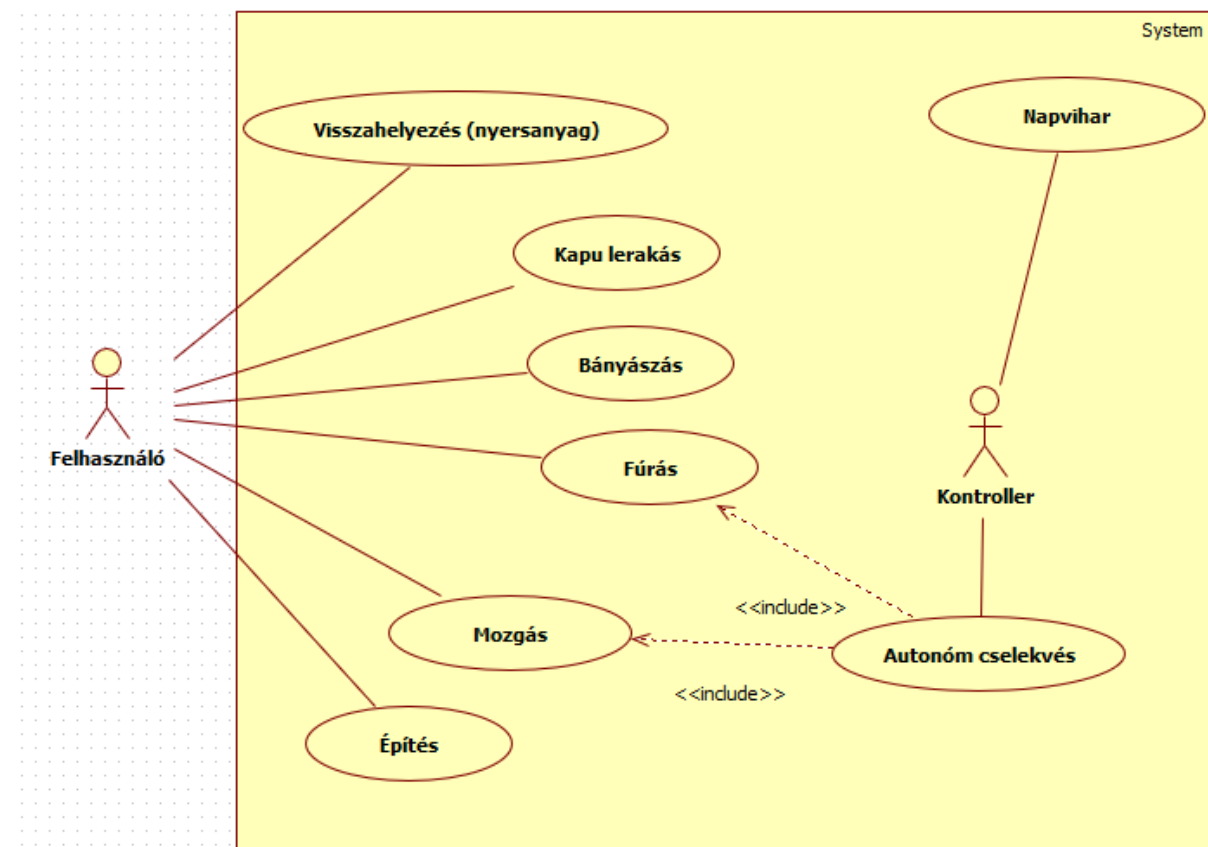 System
Visszahelyezés (nyersanyag)
Napvihar
Kapu lerakás
Bányászás
Felhasználó
Fúrás
Kontroller
<<include>>
Mozgás
Autonóm cselekvés
<<include>>
Építés